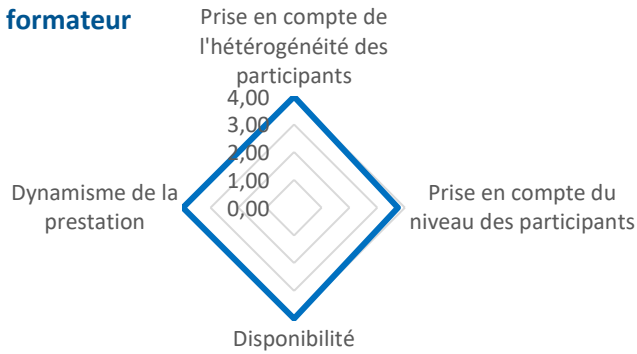 formateur
Prise en compte de
l'hétérogénéité des
participants
4,00
3,00
2,00
1,00
0,00
Dynamisme de la
prestation
Prise en compte du
niveau des participants
Disponibilité